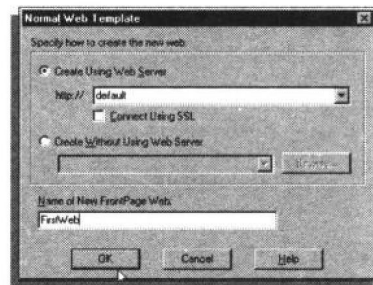 Normal Web Template
Specify how to create the new web
Create Using Web Server
http:// default
Connect Using SSL
Create Without Using Web Server
Browse...
Name of New FrontPage Web:
FirstWeb
OK Cancel Help